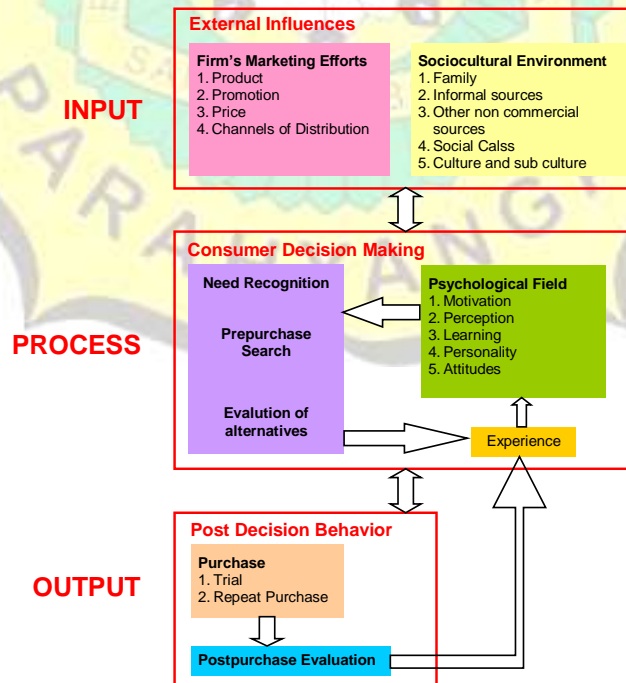 External Influences
INPUT
Firm's Marketing Efforts
1. Product
2. Promotion
3. Price
4. Channels of Distribution
Sociocultural Environment
1. Family
2. Informal sources
3. Other non commercial
sources
4. Social Calss
5. Culture and sub culture
PARAHYANG
PROCESS
Consumer Decision Making
Need Recognition
Prepurchase
Search
Evalution of
alternatives
Psychological Field
1. Motivation
2. Perception
3. Learning
4. Personality
5. Attitudes
Experience
OUTPUT
Post Decision Behavior
Purchase
1. Trial
2. Repeat Purchase
Postpurchase Evaluation